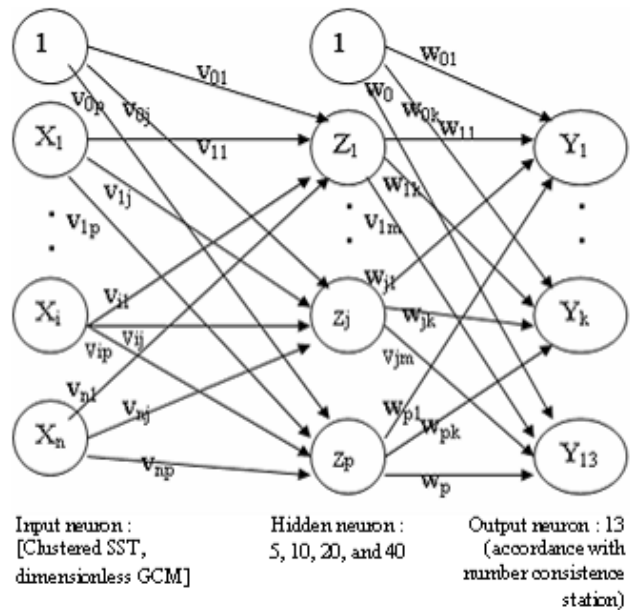 1
1
v01
w01
v0p
v0j
w0
w0k
X1
v11
Z1
w11
Y1
v1j
w1k
v1p
v1m
vi1
wj1
Xi
vij
zj
wjk
Yk
vip
vjm
vn1
vnj
wp1
wpk
Xn
vnp
zp
wp
Y13
Input neuron :
[Clustered SST,
dimensionless GCM]
Hidden neuron :
5, 10, 20, and 40
Output neuron : 13
(accordance with
number consistence
station)